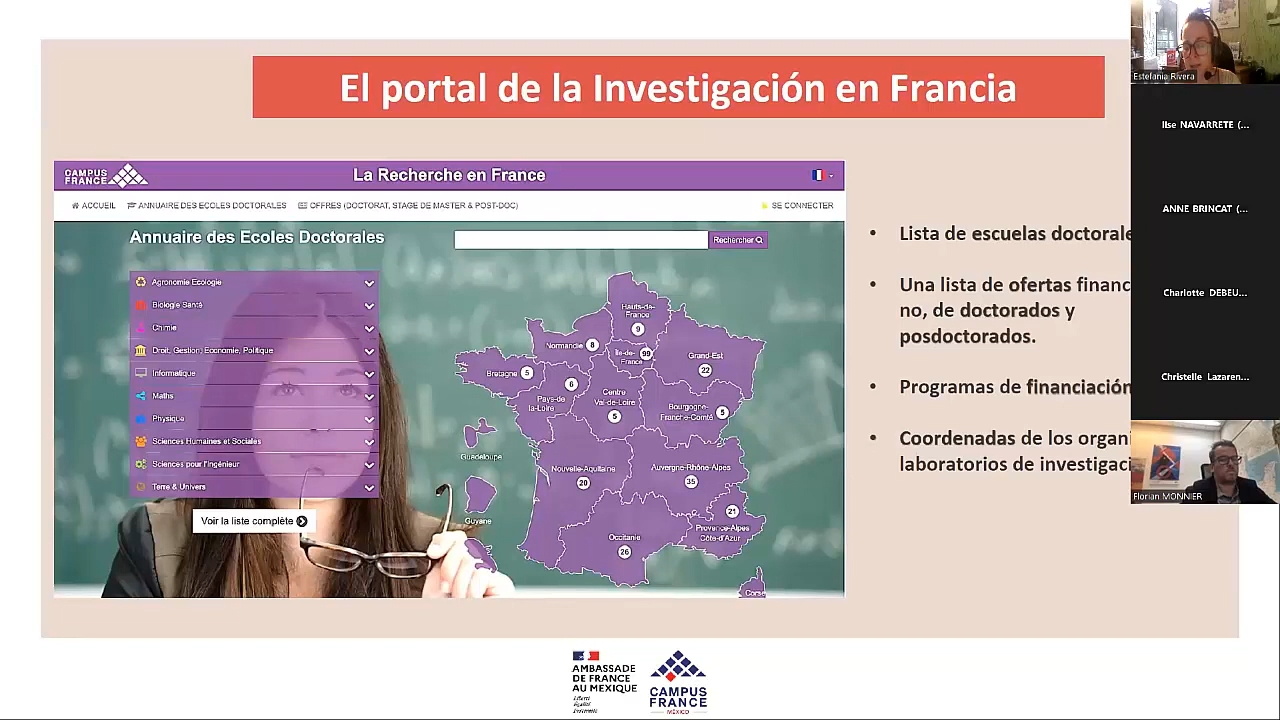 El portal de la Investigación en Francia
CAMPUS
FRANCE
La Recherche en France
ACCUEIL
ANNUAIRE DES ECOLES DOCTORALES
OFFRES (DOCTORAT, STAGE DE MASTER & POST-DOC)
SE CONNECTER
Annuaire des Ecoles Doctorales
Rechercher
Agronomie Ecologie
Biologie Santé
Chimie
Droit, Gestion, Economie, Politique
Informatique
Maths
Physique
Sciences Humaines et Sociales
Sciences pour l'Ingénieur
Terre & Univers
Voir la liste complète
Hauts-de-
France
9
Normandie 8
Ile-de-
France
Grand-Est
22
Bretagne 5
6
Pays-de
la-Loire
Centre
Val-de-Loire
5
Bourgogne-
Franche-Comté
5
Guadeloupe
Nouvelle-Aquitaine
20
Auvergne-Rhône-Alpes
35
Guyane
21
Provence-Alpes
Côte-d'Azur
Occitanie
26
Corse
• Lista de escuelas doctorale
• Una lista de ofertas financ
no, de doctorados y
posdoctorados.
• Programas de financiación
• Coordenadas de los organi
laboratorios de investigaci
Estefania Rivera
Ilse NAVARRETE (...
ANNE BRINCAT (...
Charlotte DEBEU...
Christelle Lazaren...
Florian MONNIER
AMBASSADE
DE FRANCE
AU MEXIQUE
Liberté
Égalité
Fraternité
CAMPUS
FRANCE
MÉXICO